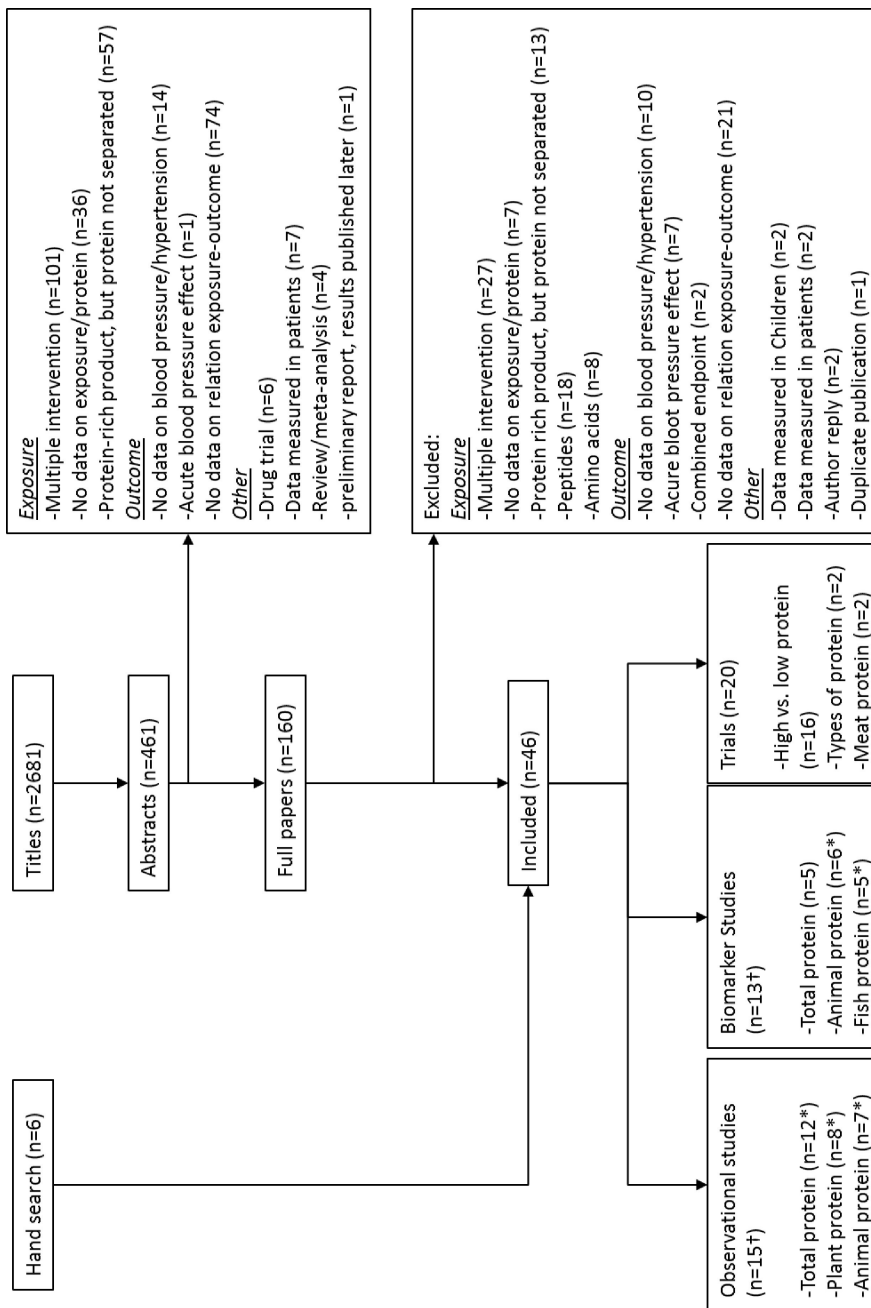 Hand search (n=6)
Titles (n=2681)
Abstracts (n=461)
Full papers (n=160)
Included (n=46)
Exposure
-Multiple intervention (n=101)
-No data on exposure/protein (n=36)
-Protein-rich product, but protein not separated (n=57)
Outcome
-No data on blood pressure/hypertension (n=14)
-Acute blood pressure effect (n=1)
-No data on relation exposure-outcome (n=74)
Other
-Drug trial (n=6)
-Data measured in patients (n=7)
-Review/meta-analysis (n=4)
-preliminary report, results published later (n=1)
Excluded:
Exposure
-Multiple intervention (n=27)
-No data on exposure/protein (n=7)
-Protein rich product, but protein not separated (n=13)
-Peptides (n=18)
-Amino acids (n=8)
Outcome
-No data on blood pressure/hypertension (n=10)
-Acure bloot pressure effect (n=7)
-Combined endpoint (n=2)
-No data on relation exposure-outcome (n=21)
Other
-Data measured in Children (n=2)
-Data measured in patients (n=2)
-Author reply (n=2)
-Duplicate publication (n=1)
Observational studies
(n=15†)
-Total protein (n=12*)
-Plant protein (n=8*)
-Animal protein (n=7*)
Biomarker Studies
(n=13†)
-Total protein (n=5)
-Animal protein (n=6*)
-Fish protein (n=5*)
Trials (n=20)
-High vs. low protein
(n=16)
-Types of protein (n=2)
-Meat protein (n=2)